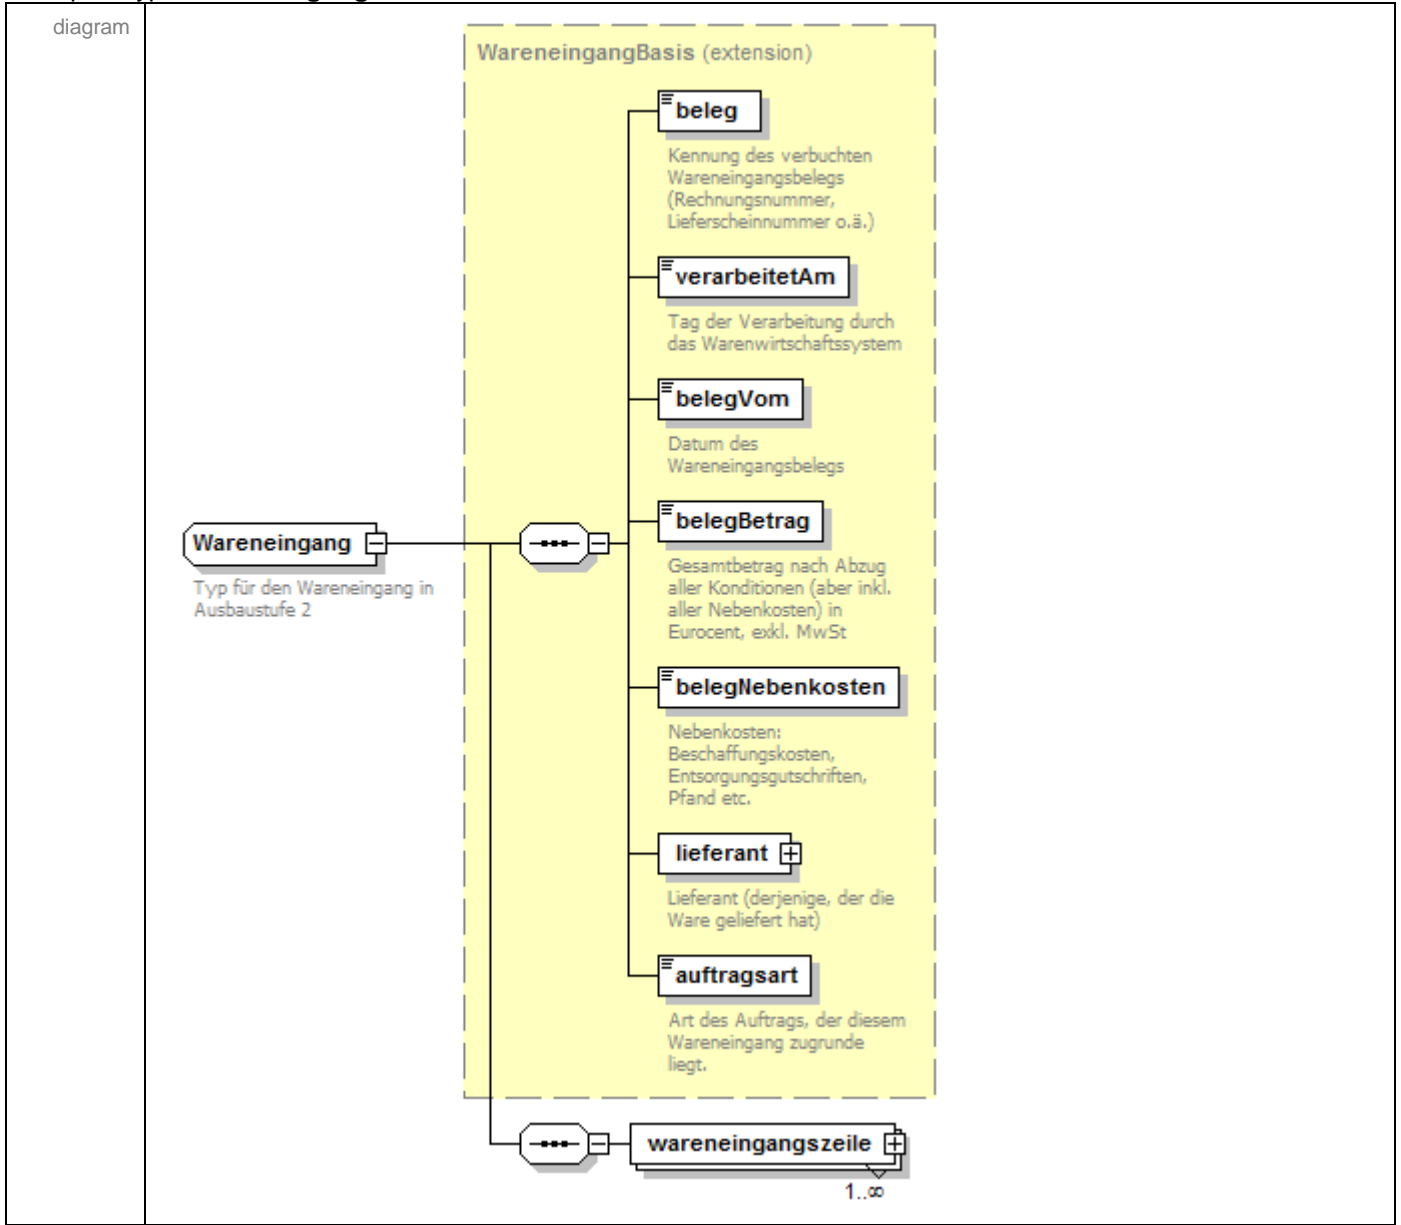 diagram
WareneingangBasis (extension)
beleg
Kennung des verbuchten
Wareneingangsbelegs
(Rechnungsnummer,
Lieferscheinnummer o.ä.)
verarbeitetAm
Tag der Verarbeitung durch
das Warenwirtschaftssystem
belegVom
Datum des
Wareneingangsbelegs
belegBetrag
Gesamtbetrag nach Abzug
aller Konditionen (aber inkl.
aller Nebenkosten) in
Eurocent, exkl. MwSt
Wareneingang
Typ für den Wareneingang in
Ausbaustufe 2
belegNebenkosten
Nebenkosten:
Beschaffungskosten,
Entsorgungsgutschriften,
Pfand etc.
lieferant
Lieferant (derjenige, der die
Ware geliefert hat)
auftragsart
Art des Auftrags, der diesem
Wareneingang zugrunde
liegt.
wareneingangszeile
1..∞